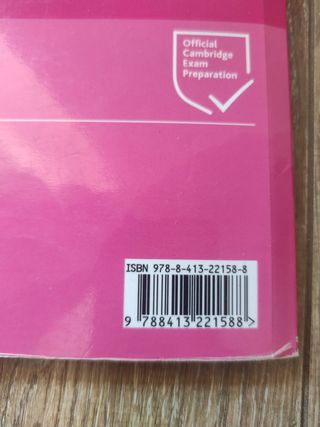 Official
Cambridge
Exam
Preparation
ISBN 978-8-413-22158-8
9 788413 221588>